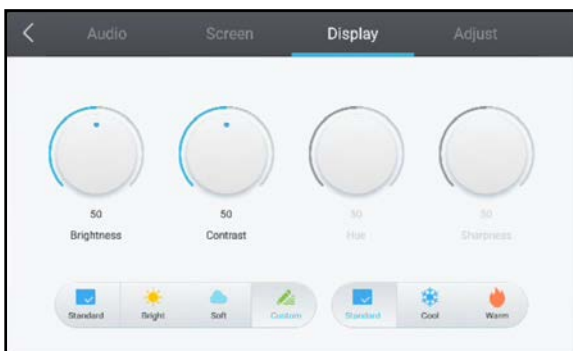 Audio Screen Display Adjust
50 50 50 50
Brightness Contrast Hue Sharpness
Standard Bright Soft Custom Standard Cool Warm